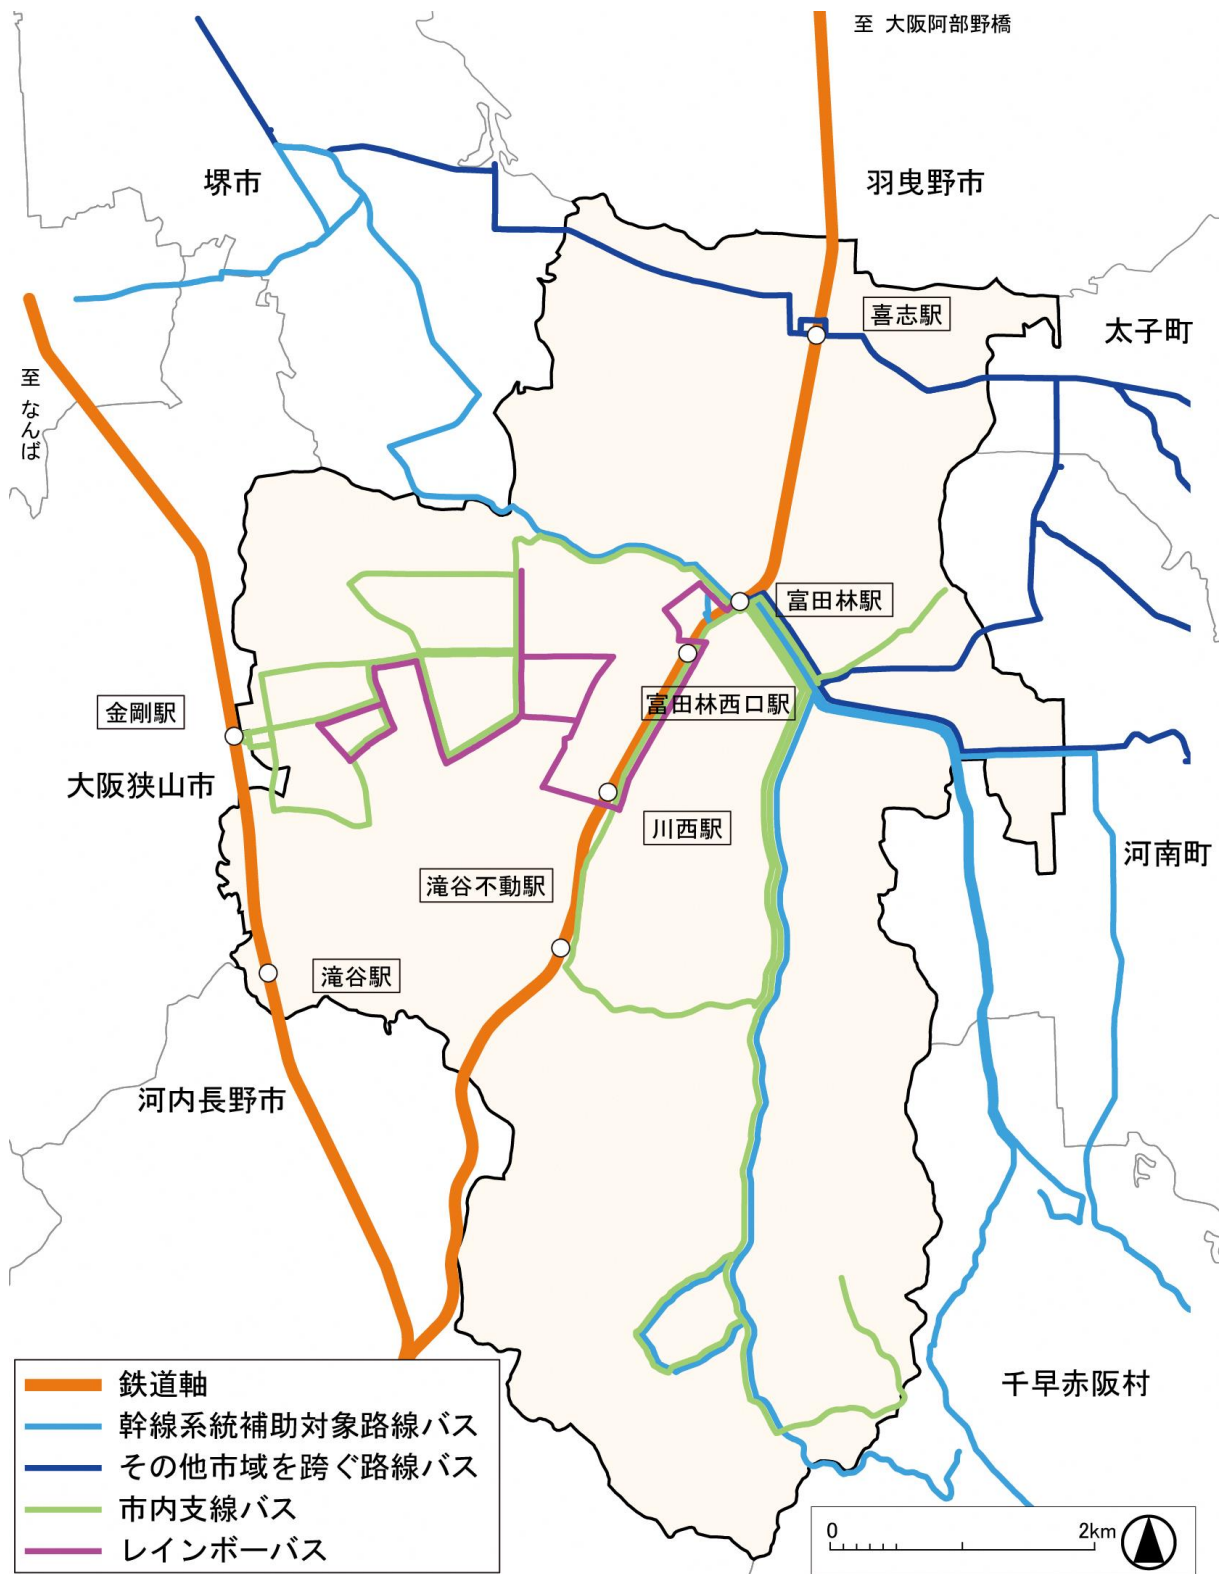 至 大阪阿部野橋
堺市
羽曳野市
喜志駅
太子町
至 なんば
富田林駅
金剛駅
富田林西口駅
大阪狭山市
川西駅
河南町
滝谷不動駅
滝谷駅
河内長野市
千早赤阪村
鉄道軸
幹線系統補助対象路線バス
その他市域を跨ぐ路線バス
市内支線バス
レインボーバス
0 2km